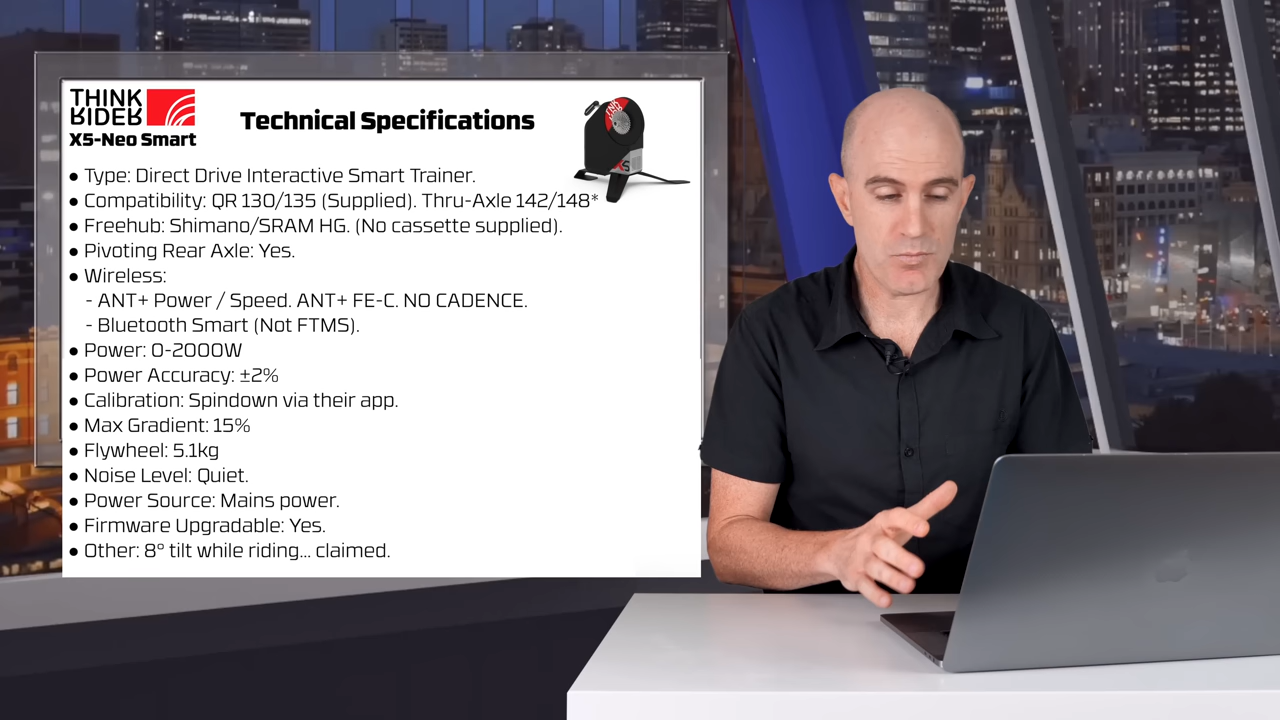 THINK
RIDER
X5-Neo Smart
Technical Specifications
● Type: Direct Drive Interactive Smart Trainer.
● Compatibility: QR 130/135 (Supplied). Thru-Axle 142/148*
● Freehub: Shimano/SRAM HG. (No cassette supplied).
● Pivoting Rear Axle: Yes.
● Wireless:
- ANT+ Power / Speed. ANT+ FE-C. NO CADENCE.
- Bluetooth Smart (Not FTMS).
● Power: 0-2000W
● Power Accuracy: ±2%
● Calibration: Spindown via their app.
● Max Gradient: 15%
● Flywheel: 5.1kg
● Noise Level: Quiet.
● Power Source: Mains power.
● Firmware Upgradable: Yes.
● Other: 8° tilt while riding... claimed.